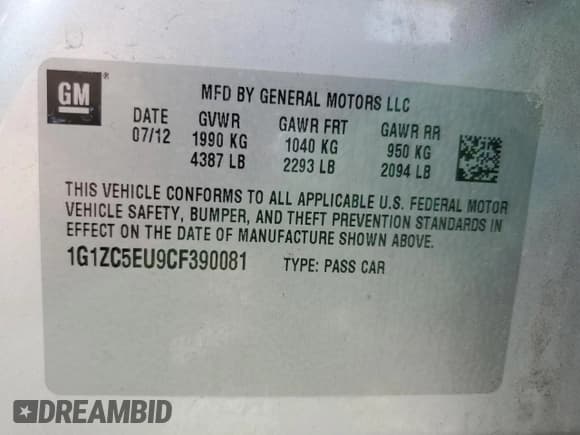 GM ®
MFD BY GENERAL MOTORS LLC
DATE GVWR GAWR FRT GAWR RR
07/12 1990 KG 1040 KG 950 KG
4387 LB 2293 LB 2094 LB
THIS VEHICLE CONFORMS TO ALL APPLICABLE U.S. FEDERAL MOTOR
VEHICLE SAFETY, BUMPER, AND THEFT PREVENTION STANDARDS IN
EFFECT ON THE DATE OF MANUFACTURE SHOWN ABOVE.
1G1ZC5EU9CF390081 TYPE: PASS CAR
DREAMBID